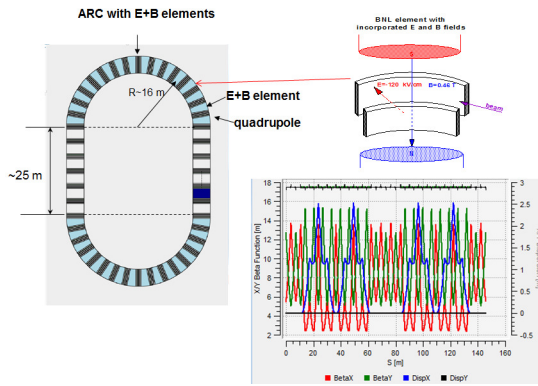 ARC with E+B elements
R~16 m
E+B element
quadrupole
~25 m
BNL element with
incorporated E and B fields
S
E=-120 kV/cm
B=0.46 T
beam
N
X/Y Beta Function [m]
18
16
14
12
10
8
6
4
2
3
2.5
2
1.5
1
0.5
0
-0.5
0
20
40
60
80
100
120
140
160
S [m]
BetaX
BetaY
DispX
DispY